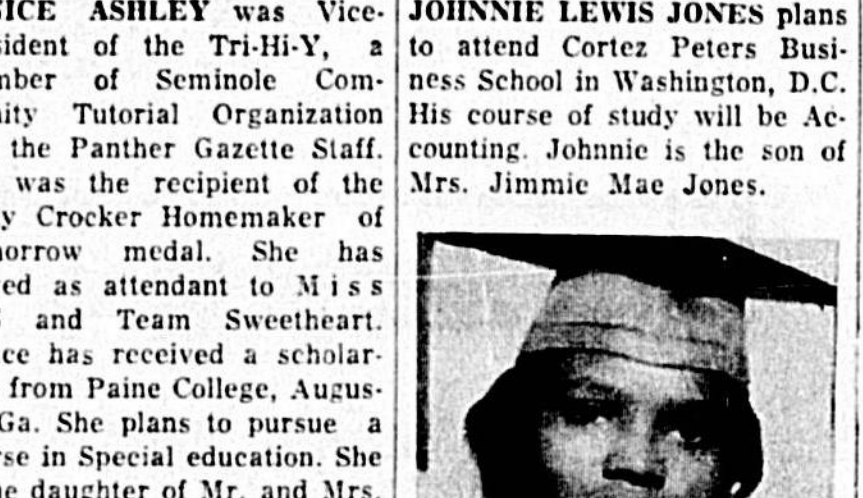 ICE ASHLEY was Vice-
sident of the Tri-Hi-Y, a
mber of Seminole Com-
ity Tutorial Organization
the Panther Gazette Staff.
was the recipient of the
y Crocker Homemaker of
orrow medal. She has
ed as attendant to Miss
and Team Sweetheart.
ce has received a scholar-
from Paine College, Augus-
Ga. She plans to pursue a
rse in Special education. She
e daughter of Mr. and Mrs.
JOHNNIE LEWIS JONES plans
to attend Cortez Peters Busi-
ness School in Washington, D.C.
His course of study will be Ac-
counting. Johnnie is the son of
Mrs. Jimmie Mae Jones.